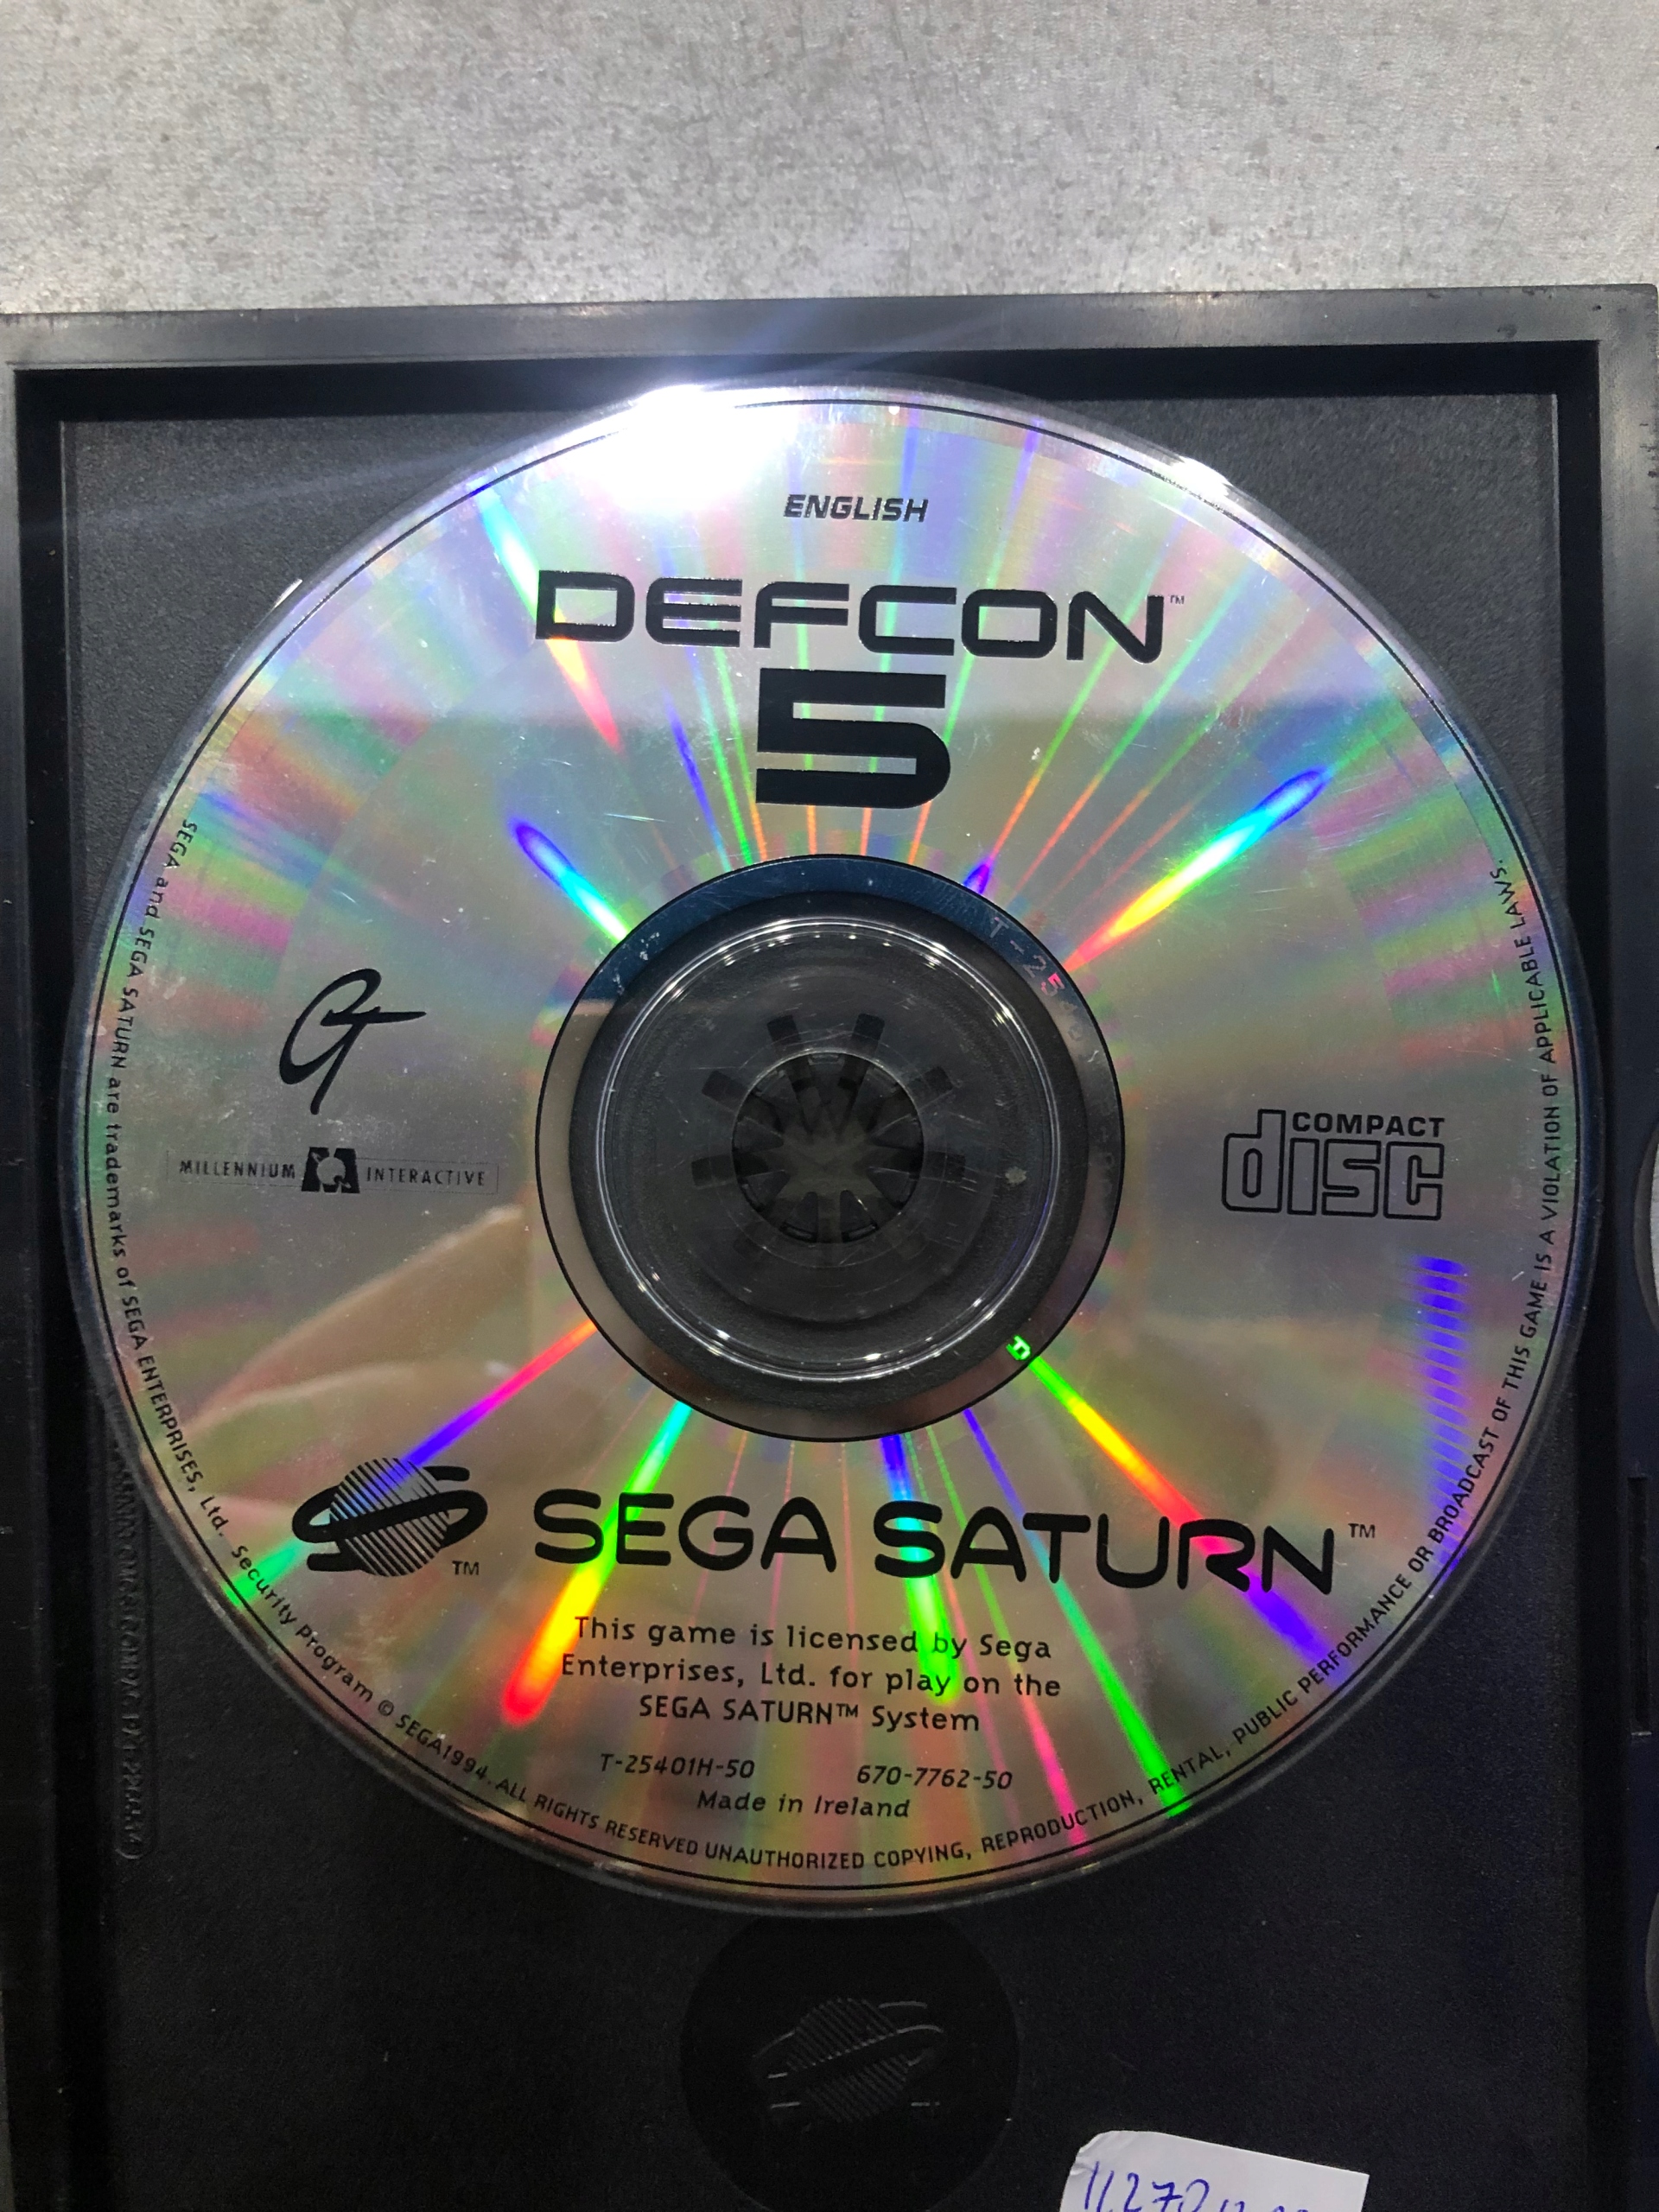 ENGLISH
DEFCON™
5
GT
MILLENNIUM INTERACTIVE
COMPACT
disc
SEGA SATURN™
TM
This game is licensed by Sega
Enterprises, Ltd. for play on the
SEGA SATURN™ System
T-25401H-50 670-7762-50
Made in Ireland
SEGA and SEGA SATURN are trademarks of SEGA ENTERPRISES, Ltd. Security Program © SEGA1994. ALL RIGHTS RESERVED UNAUTHORIZED COPYING, REPRODUCTION, RENTAL, PUBLIC PERFORMANCE OR BROADCAST OF THIS GAME IS A VIOLATION OF APPLICABLE LAWS.